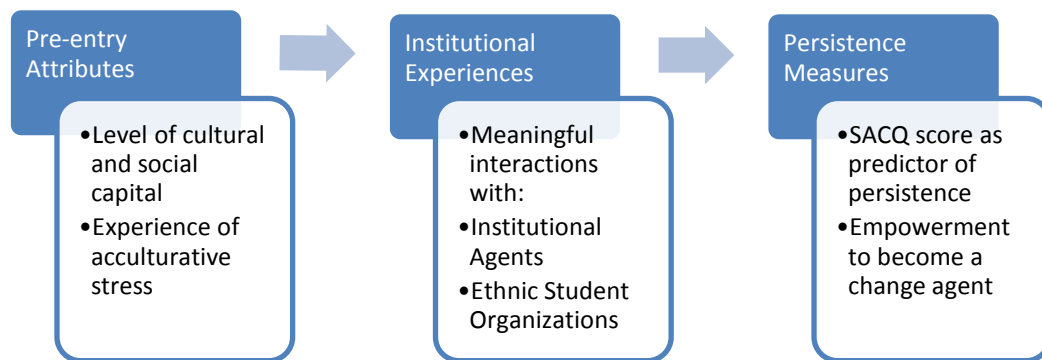 Pre-entry
Attributes
•Level of cultural
and social
capital
•Experience of
acculturative
stress
Institutional
Experiences
•Meaningful
interactions
with:
•Institutional
Agents
•Ethnic Student
Organizations
Persistence
Measures
•SACQ score as
predictor of
persistence
•Empowerment
to become a
change agent